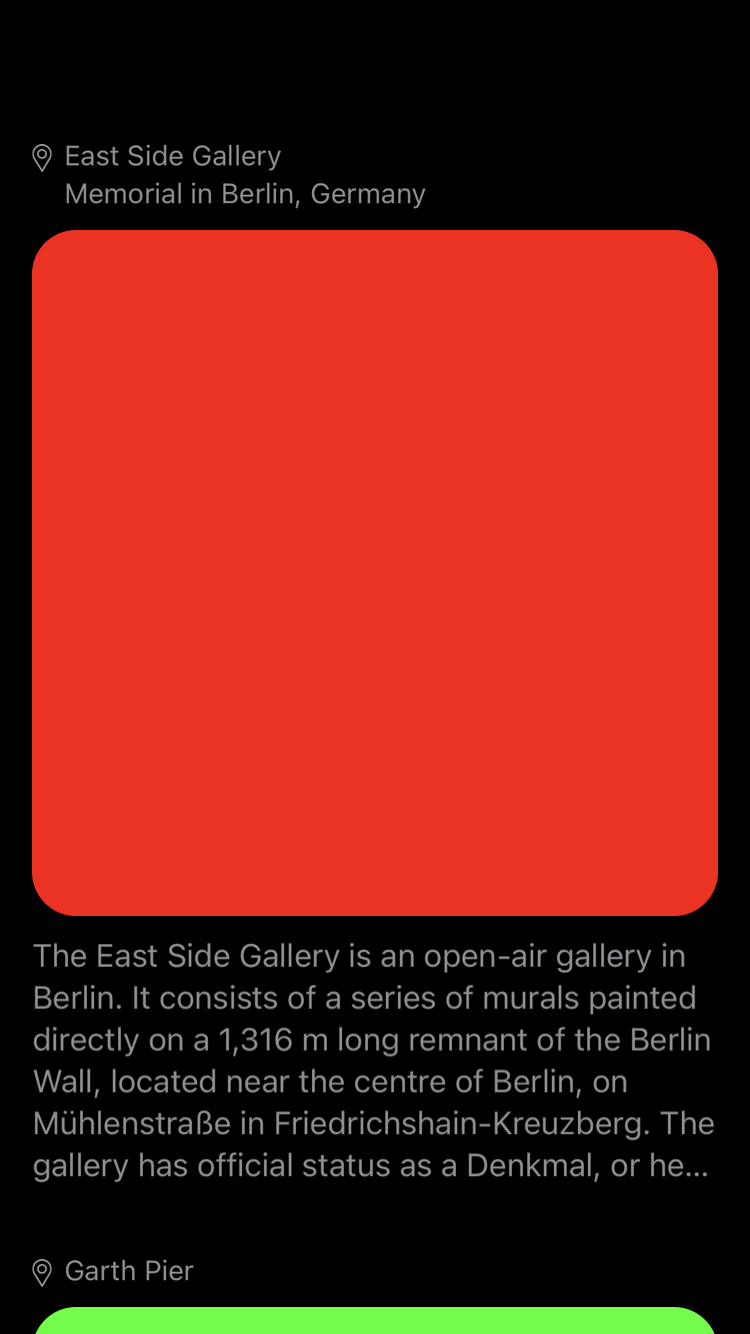 East Side Gallery
Memorial in Berlin, Germany
The East Side Gallery is an open-air gallery in
Berlin. It consists of a series of murals painted
directly on a 1,316 m long remnant of the Berlin
Wall, located near the centre of Berlin, on
Mühlenstraße in Friedrichshain-Kreuzberg. The
gallery has official status as a Denkmal, or he...
Garth Pier